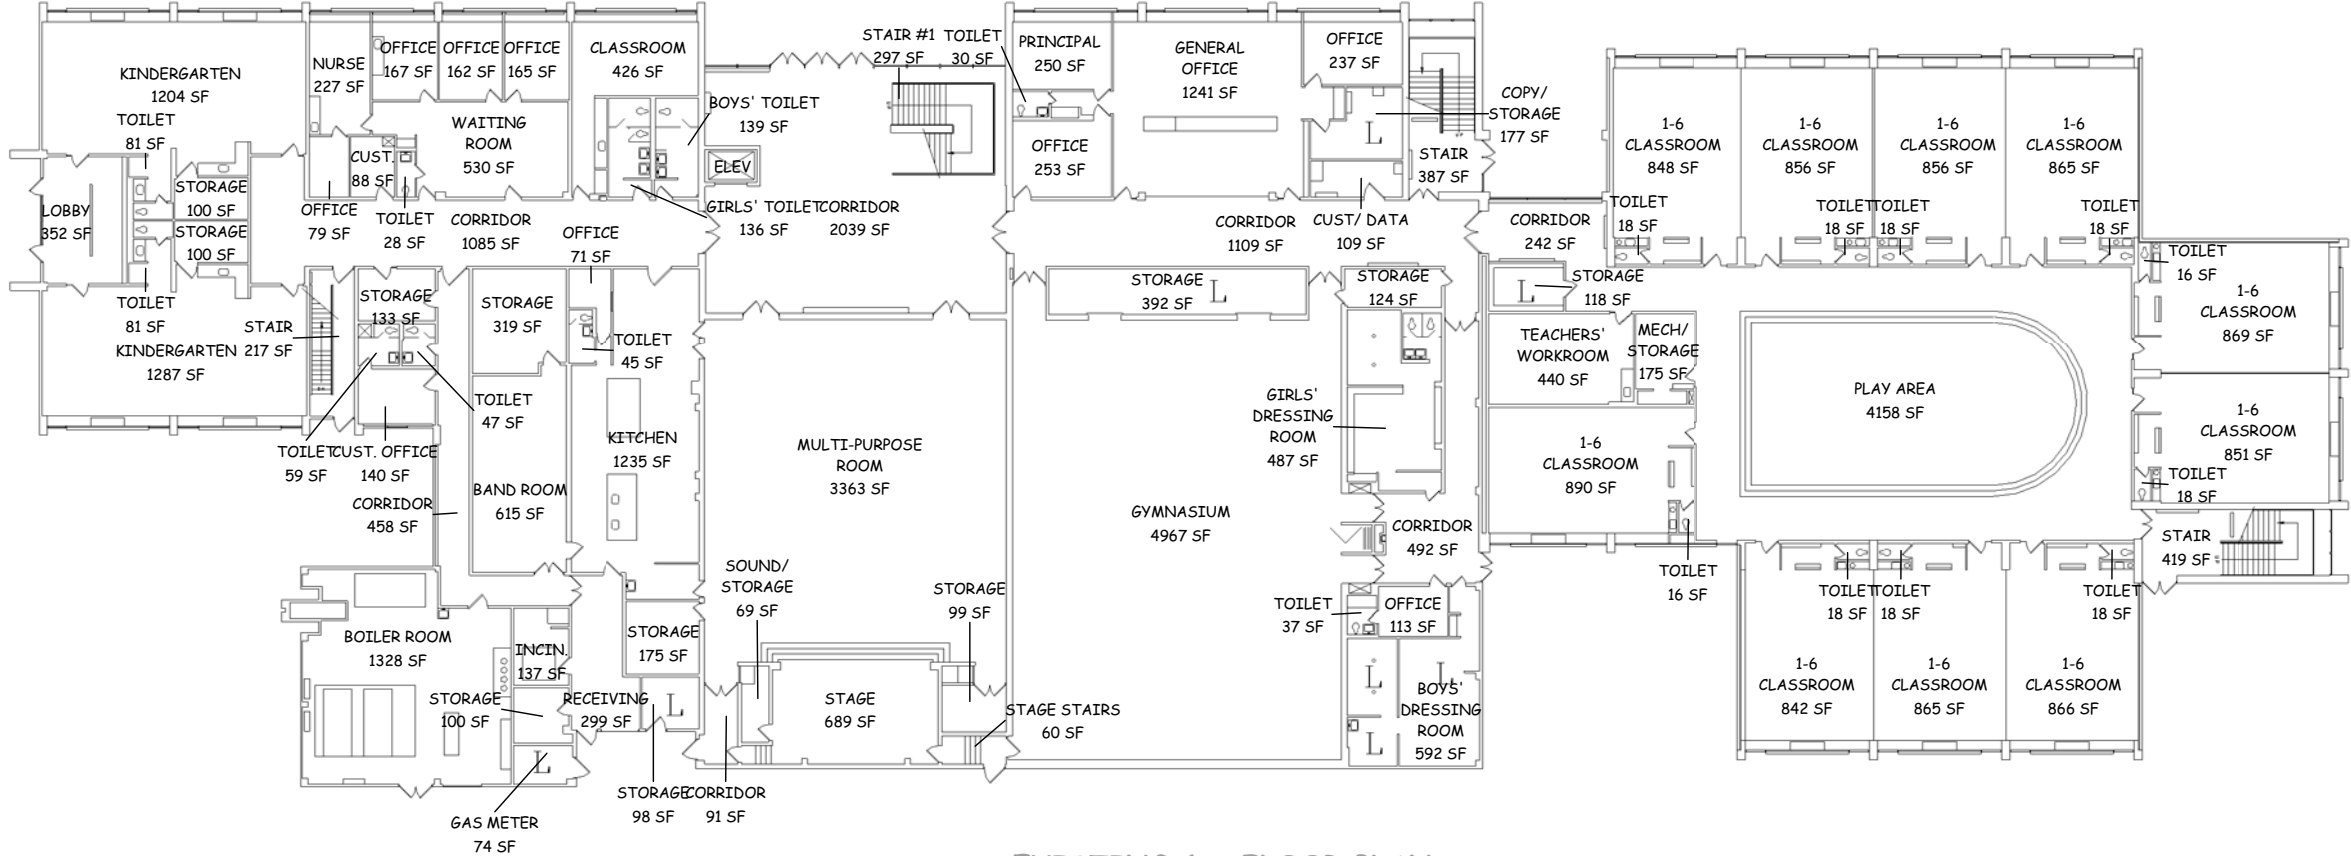 KINDERGARTEN
1204 SF
TOILET
81 SF
LOBBY
352 SF
STORAGE
100 SF
STORAGE
100 SF
TOILET
81 SF
KINDERGARTEN
1287 SF
STAIR
217 SF
NURSE
227 SF
OFFICE
167 SF
OFFICE
162 SF
OFFICE
165 SF
WAITING
ROOM
530 SF
CUST.
88 SF
OFFICE
79 SF
TOILET
28 SF
CORRIDOR
1085 SF
CLASSROOM
426 SF
BOYS' TOILET
139 SF
ELEV
GIRLS' TOILET
136 SF
CORRIDOR
2039 SF
STAIR #1
297 SF
TOILET
30 SF
OFFICE
71 SF
STORAGE
133 SF
STORAGE
319 SF
TOILET
45 SF
TOILET
47 SF
TOILET
59 SF
CUST. OFFICE
140 SF
CORRIDOR
458 SF
BAND ROOM
615 SF
KITCHEN
1235 SF
BOILER ROOM
1328 SF
INCIN.
137 SF
STORAGE
100 SF
RECEIVING
299 SF
STORAGE
175 SF
L
L
GAS METER
74 SF
STORAGE
98 SF
CORRIDOR
91 SF
MULTI-PURPOSE
ROOM
3363 SF
SOUND/
STORAGE
69 SF
STORAGE
99 SF
STAGE
689 SF
STAGE STAIRS
60 SF
PRINCIPAL
250 SF
OFFICE
253 SF
GENERAL
OFFICE
1241 SF
OFFICE
237 SF
COPY/
STORAGE
177 SF
L
STAIR
387 SF
CORRIDOR
1109 SF
CUST/ DATA
109 SF
STORAGE
392 SF
L
STORAGE
124 SF
GIRLS'
DRESSING
ROOM
487 SF
GYMNASIUM
4967 SF
CORRIDOR
492 SF
TOILET
37 SF
OFFICE
113 SF
L
L
L
BOYS'
DRESSING
ROOM
592 SF
CORRIDOR
242 SF
STORAGE
118 SF
L
TEACHERS'
WORKROOM
440 SF
MECH/
STORAGE
175 SF
1-6
CLASSROOM
890 SF
TOILET
16 SF
1-6
CLASSROOM
848 SF
1-6
CLASSROOM
856 SF
1-6
CLASSROOM
856 SF
1-6
CLASSROOM
865 SF
TOILET
18 SF
TOILET
18 SF
TOILET
18 SF
TOILET
18 SF
TOILET
16 SF
1-6
CLASSROOM
869 SF
PLAY AREA
4158 SF
1-6
CLASSROOM
851 SF
TOILET
18 SF
STAIR
419 SF
TOILET
18 SF
TOILET
18 SF
TOILET
18 SF
1-6
CLASSROOM
842 SF
1-6
CLASSROOM
865 SF
1-6
CLASSROOM
866 SF